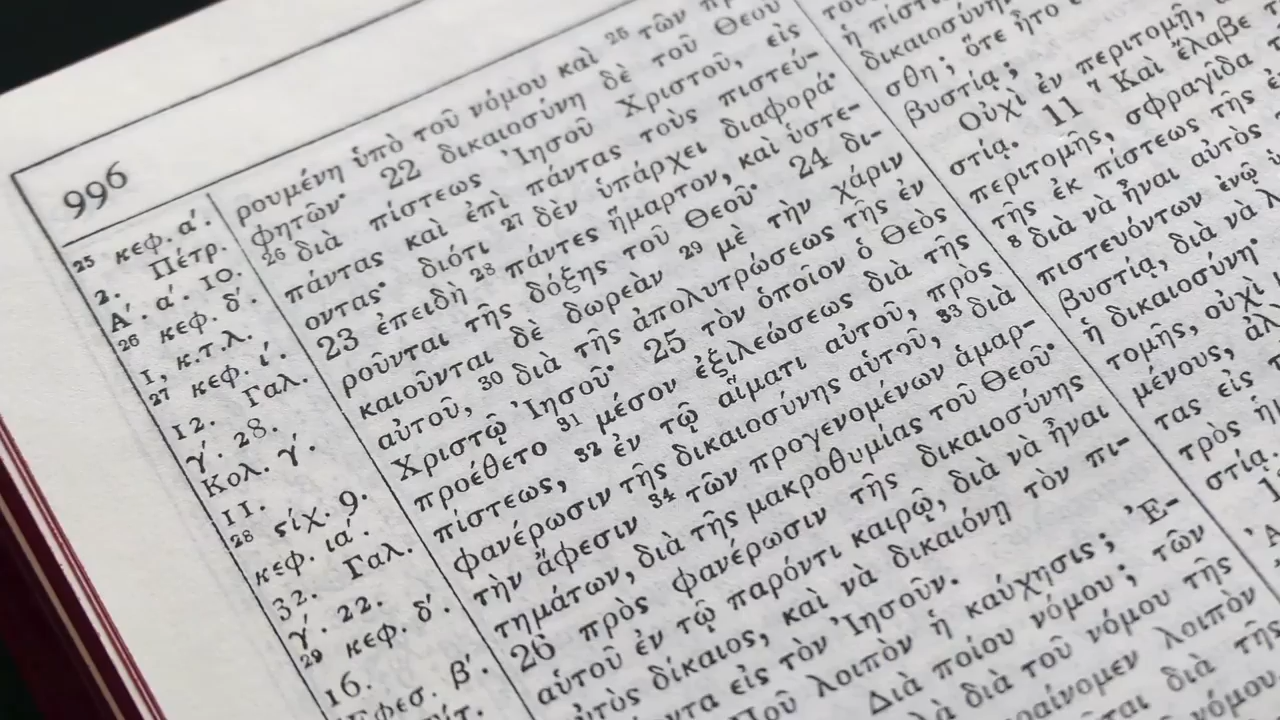 996
25 κεφ. α΄.
2. Πέτρ.
Α΄. α΄. 10.
26 κεφ. δ΄.
1, κ.τ.λ.
27 κεφ. ί΄.
12. Γαλ.
γ΄. 28.
Κολ. γ΄.
11.
28 στίχ. 9.
κεφ. ια΄.
32. Γαλ.
γ΄. 22.
29 κεφ. δ΄.
16.
β΄.
ρουμένη ὑπὸ τοῦ νόμου καὶ 25 τῶν
φητῶν· 22 δικαιοσύνη δὲ τοῦ Θεοῦ
26 διὰ πίστεως Ἰησοῦ Χριστοῦ, εἰς
πάντας καὶ ἐπὶ πάντας τοὺς πιστεύ-
οντας· διότι 27 δὲν ὑπάρχει διαφορά·
23 ἐπειδὴ 28 πάντες ἥμαρτον, καὶ ὑστε-
ροῦνται τῆς δόξης τοῦ Θεοῦ· 24 δι-
καιοῦνται δὲ δωρεὰν 29 μὲ τὴν χάριν
αὐτοῦ, 30 διὰ τῆς ἀπολυτρώσεως τῆς ἐν
Χριστῷ Ἰησοῦ· 25 τὸν ὁποῖον ὁ Θεὸς
προέθετο 31 μέσον ἐξιλεώσεως διὰ τῆς
πίστεως, 32 ἐν τῷ αἵματι αὐτοῦ, πρὸς
φανέρωσιν τῆς δικαιοσύνης αὑτοῦ, 33 διὰ
τὴν ἄφεσιν 34 τῶν προγενομένων ἁμαρ-
τημάτων, διὰ τῆς μακροθυμίας τοῦ Θεοῦ·
26 πρὸς φανέρωσιν τῆς δικαιοσύνης
αὑτοῦ ἐν τῷ παρόντι καιρῷ, διὰ νὰ ἦναι
αὐτὸς δίκαιος, καὶ νὰ δικαιόνῃ τὸν πι-
εἰς τὸν Ἰησοῦν.
λοιπὸν ἡ καύχησις; Ἐ-
Διὰ ποίου νόμου; τῶν
διὰ τοῦ νόμου τῆς
λοιπὸν
διὰ τῆς
νόμου
ἡ
δικαιοσύνη
σθη; ὅτε ἦτο
βυστίᾳ;
Οὐχὶ ἐν περιτομῇ,
στίᾳ. 11 7 Καὶ ἔλαβε
περιτομῆς, σφραγῖδα
τῆς ἐκ πίστεως τῆς
8 διὰ νὰ ἦναι αὐτὸς
πιστευόντων ἐνῷ
βυστίᾳ, διὰ νὰ
ἡ δικαιοσύνη·
τομῆς, οὐχὶ
μένους,
τας εἰς
πρὸς
στίᾳ.